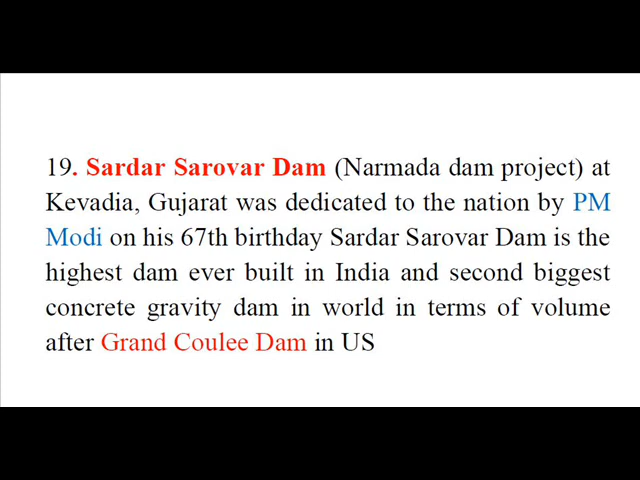 19. Sardar Sarovar Dam (Narmada dam project) at
Kevadia, Gujarat was dedicated to the nation by PM
Modi on his 67th birthday Sardar Sarovar Dam is the
highest dam ever built in India and second biggest
concrete gravity dam in world in terms of volume
after Grand Coulee Dam in US